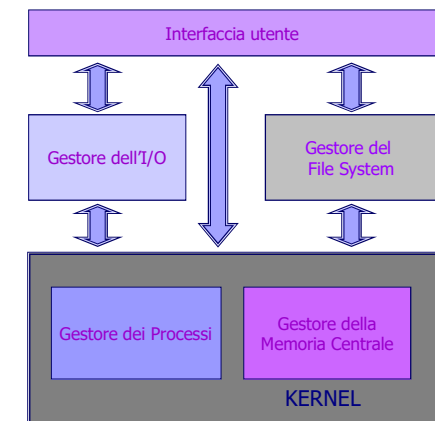 Interfaccia utente
Gestore dell'I/O
Gestore del
File System
Gestore dei Processi
Gestore della
Memoria Centrale
KERNEL